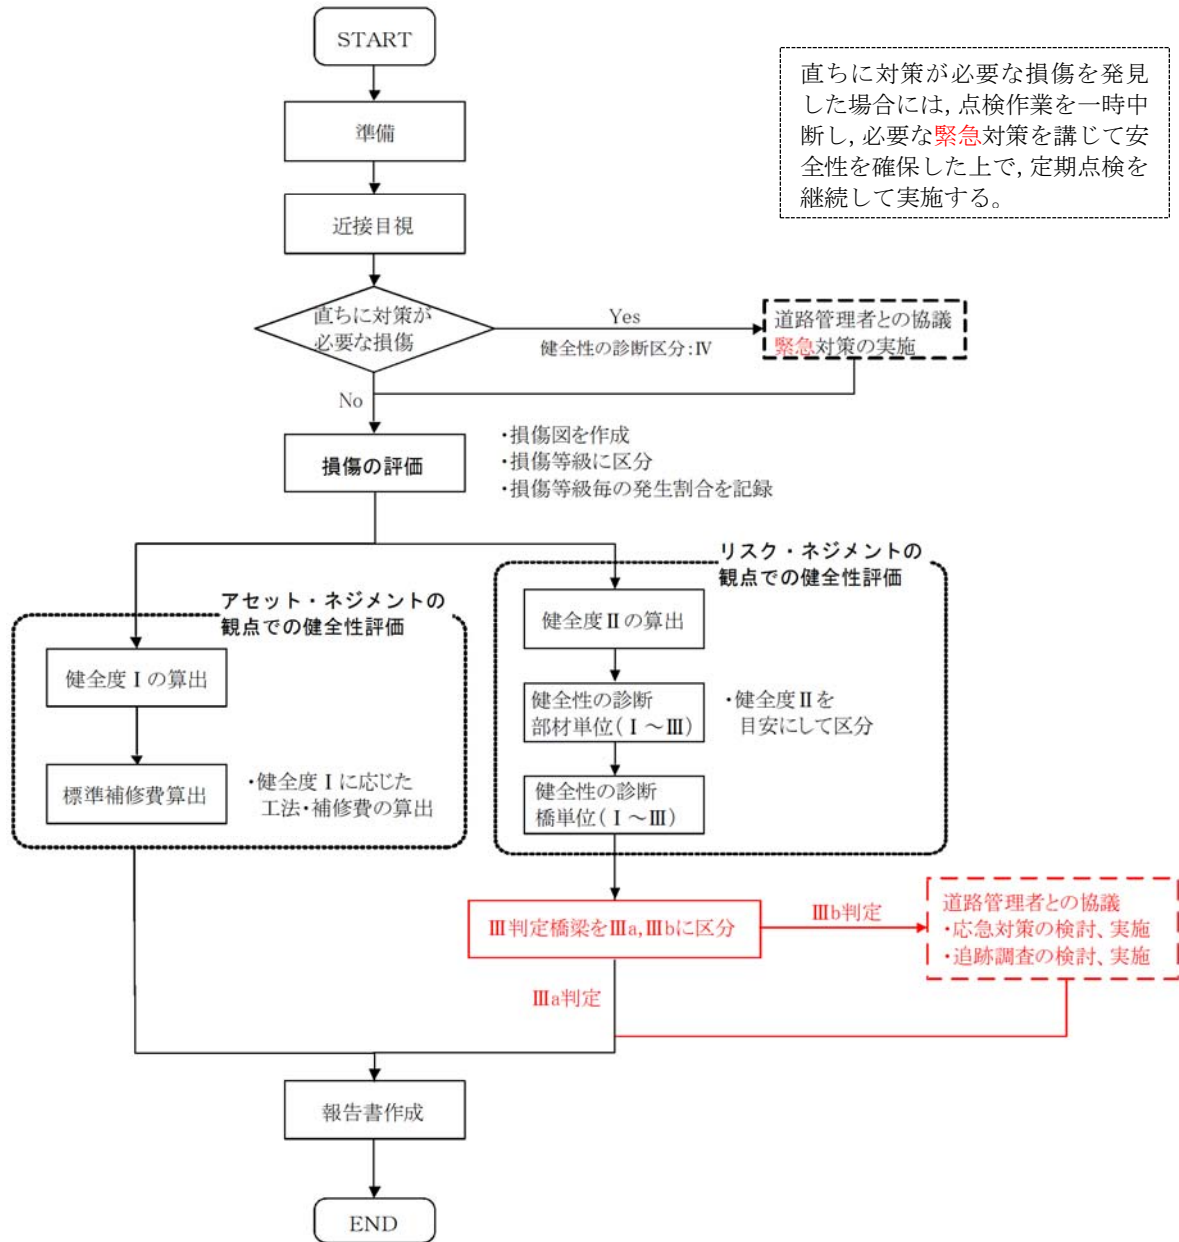 START
直ちに対策が必要な損傷を発見
した場合には, 点検作業を一時中
断し, 必要な緊急対策を講じて安
全性を確保した上で, 定期点検を
継続して実施する。
準備
近接目視
直ちに対策が
必要な損傷
Yes
健全性の診断区分:Ⅳ
道路管理者との協議
緊急対策の実施
No
損傷の評価
・損傷図を作成
・損傷等級に区分
・損傷等級毎の発生割合を記録
アセット・ネジメントの
観点での健全性評価
健全度Ⅰの算出
標準補修費算出
・健全度Ⅰに応じた
工法・補修費の算出
リスク・ネジメントの
観点での健全性評価
健全度Ⅱの算出
健全性の診断
部材単位(Ⅰ～Ⅲ)
・健全度Ⅱを
目安にして区分
健全性の診断
橋単位(Ⅰ～Ⅲ)
Ⅲ判定橋梁をⅢa,Ⅲbに区分
Ⅲb判定
道路管理者との協議
・応急対策の検討、実施
・追跡調査の検討、実施
Ⅲa判定
報告書作成
END